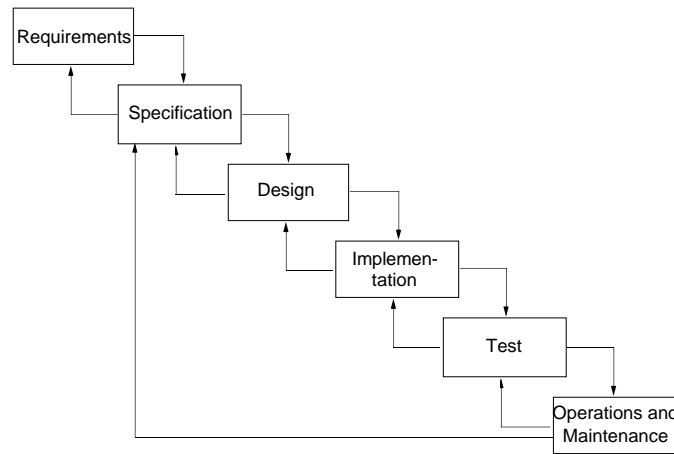 Requirements
Specification
Design
Implemen-
tation
Test
Operations and
Maintenance